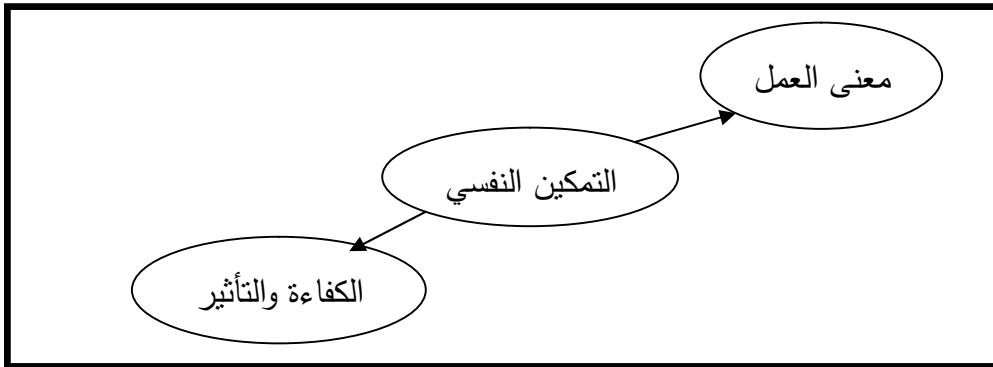 معنى العمل
التمكين النفسي
الكفاءة والتأثير